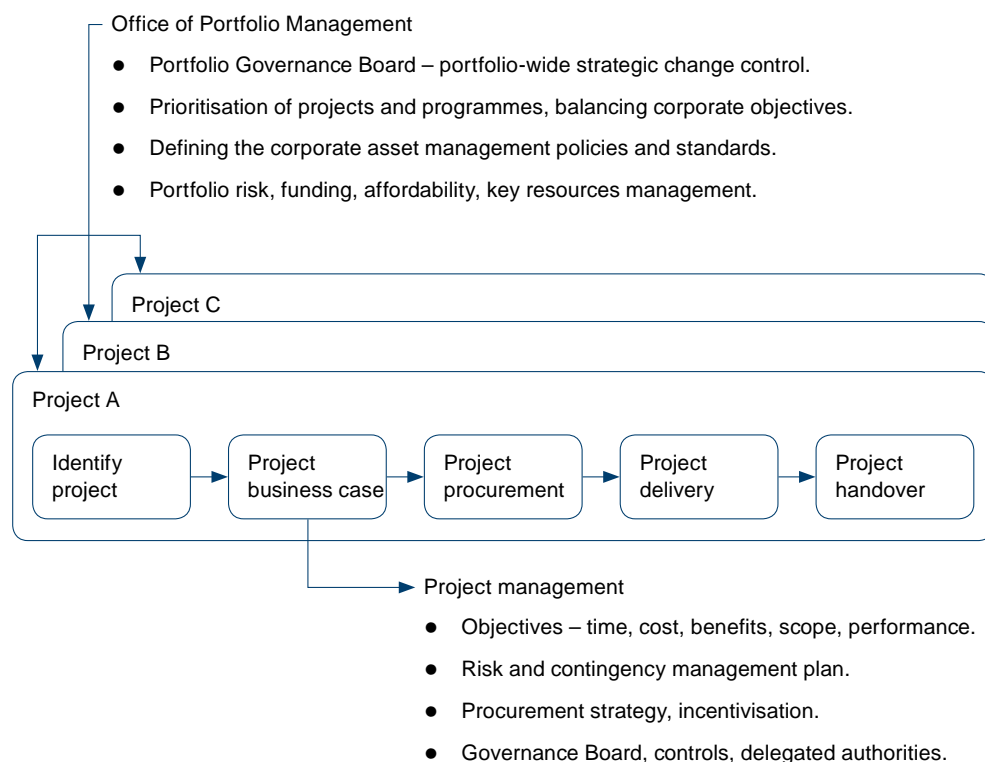 Office of Portfolio Management
● Portfolio Governance Board – portfolio-wide strategic change control.
● Prioritisation of projects and programmes, balancing corporate objectives.
● Defining the corporate asset management policies and standards.
● Portfolio risk, funding, affordability, key resources management.
Project C
Project B
Project A
Identify
project
Project
business case
Project
procurement
Project
delivery
Project
handover
Project management
● Objectives – time, cost, benefits, scope, performance.
● Risk and contingency management plan.
● Procurement strategy, incentivisation.
● Governance Board, controls, delegated authorities.